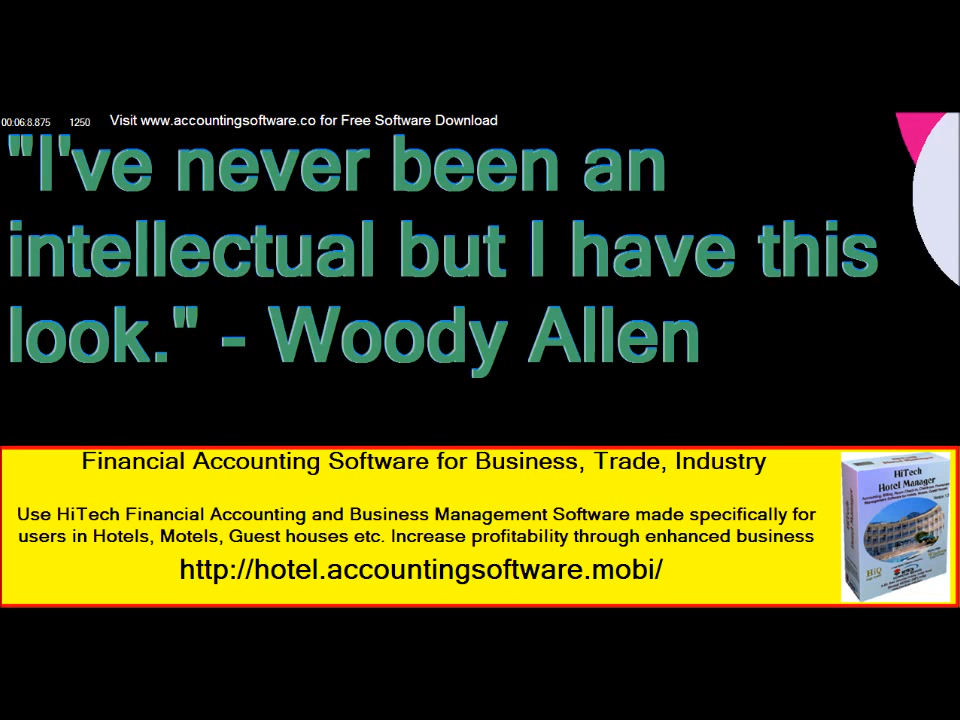 00:06:8.875 1250 Visit www.accountingsoftware.co for Free Software Download
"I've never been an
intellectual but I have this
look." - Woody Allen
Financial Accounting Software for Business, Trade, Industry
Use HiTech Financial Accounting and Business Management Software made specifically for
users in Hotels, Motels, Guest houses etc. Increase profitability through enhanced business
http://hotel.accountingsoftware.mobi/
HiTech
Hotel Manager